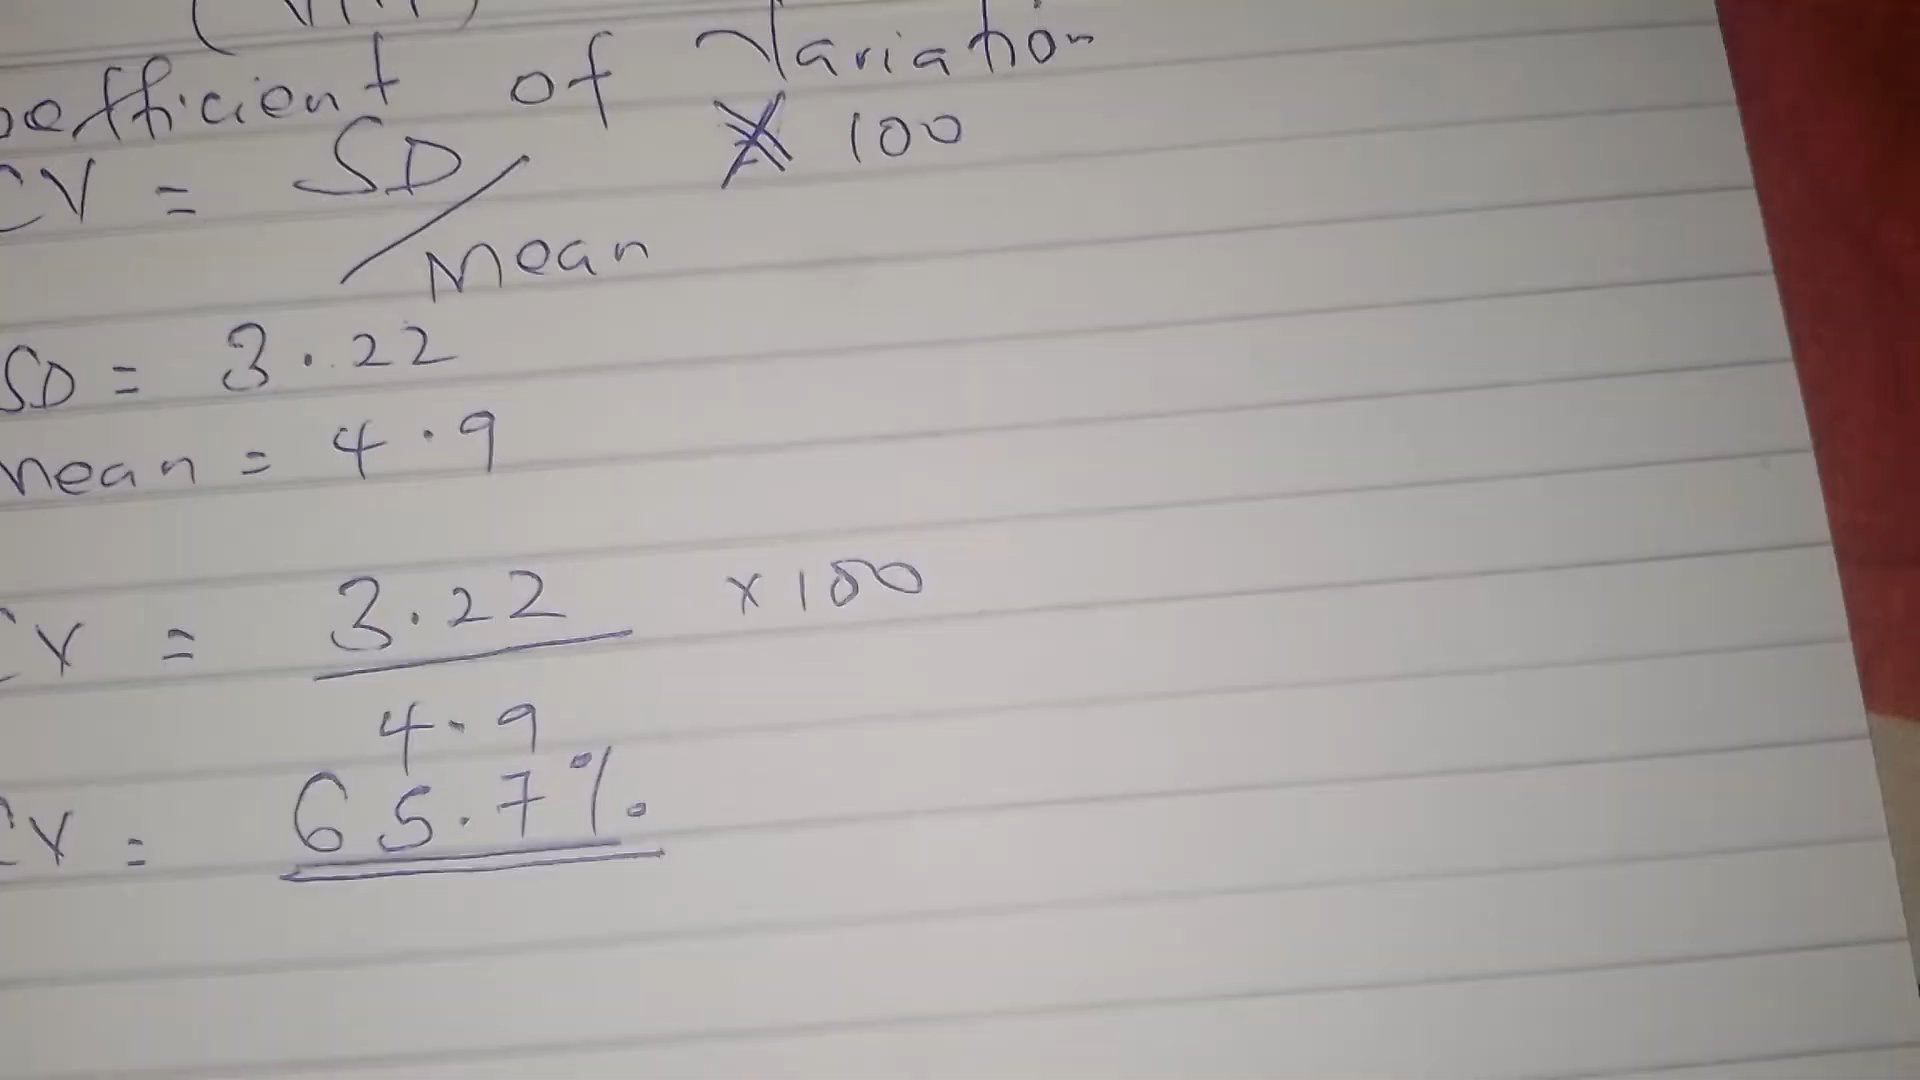 oefficient of Variation
CV = SD/Mean X 100
SD = 3.22
mean = 4.9
CV = 3.22 x 100
4.9
CV = 65.7%